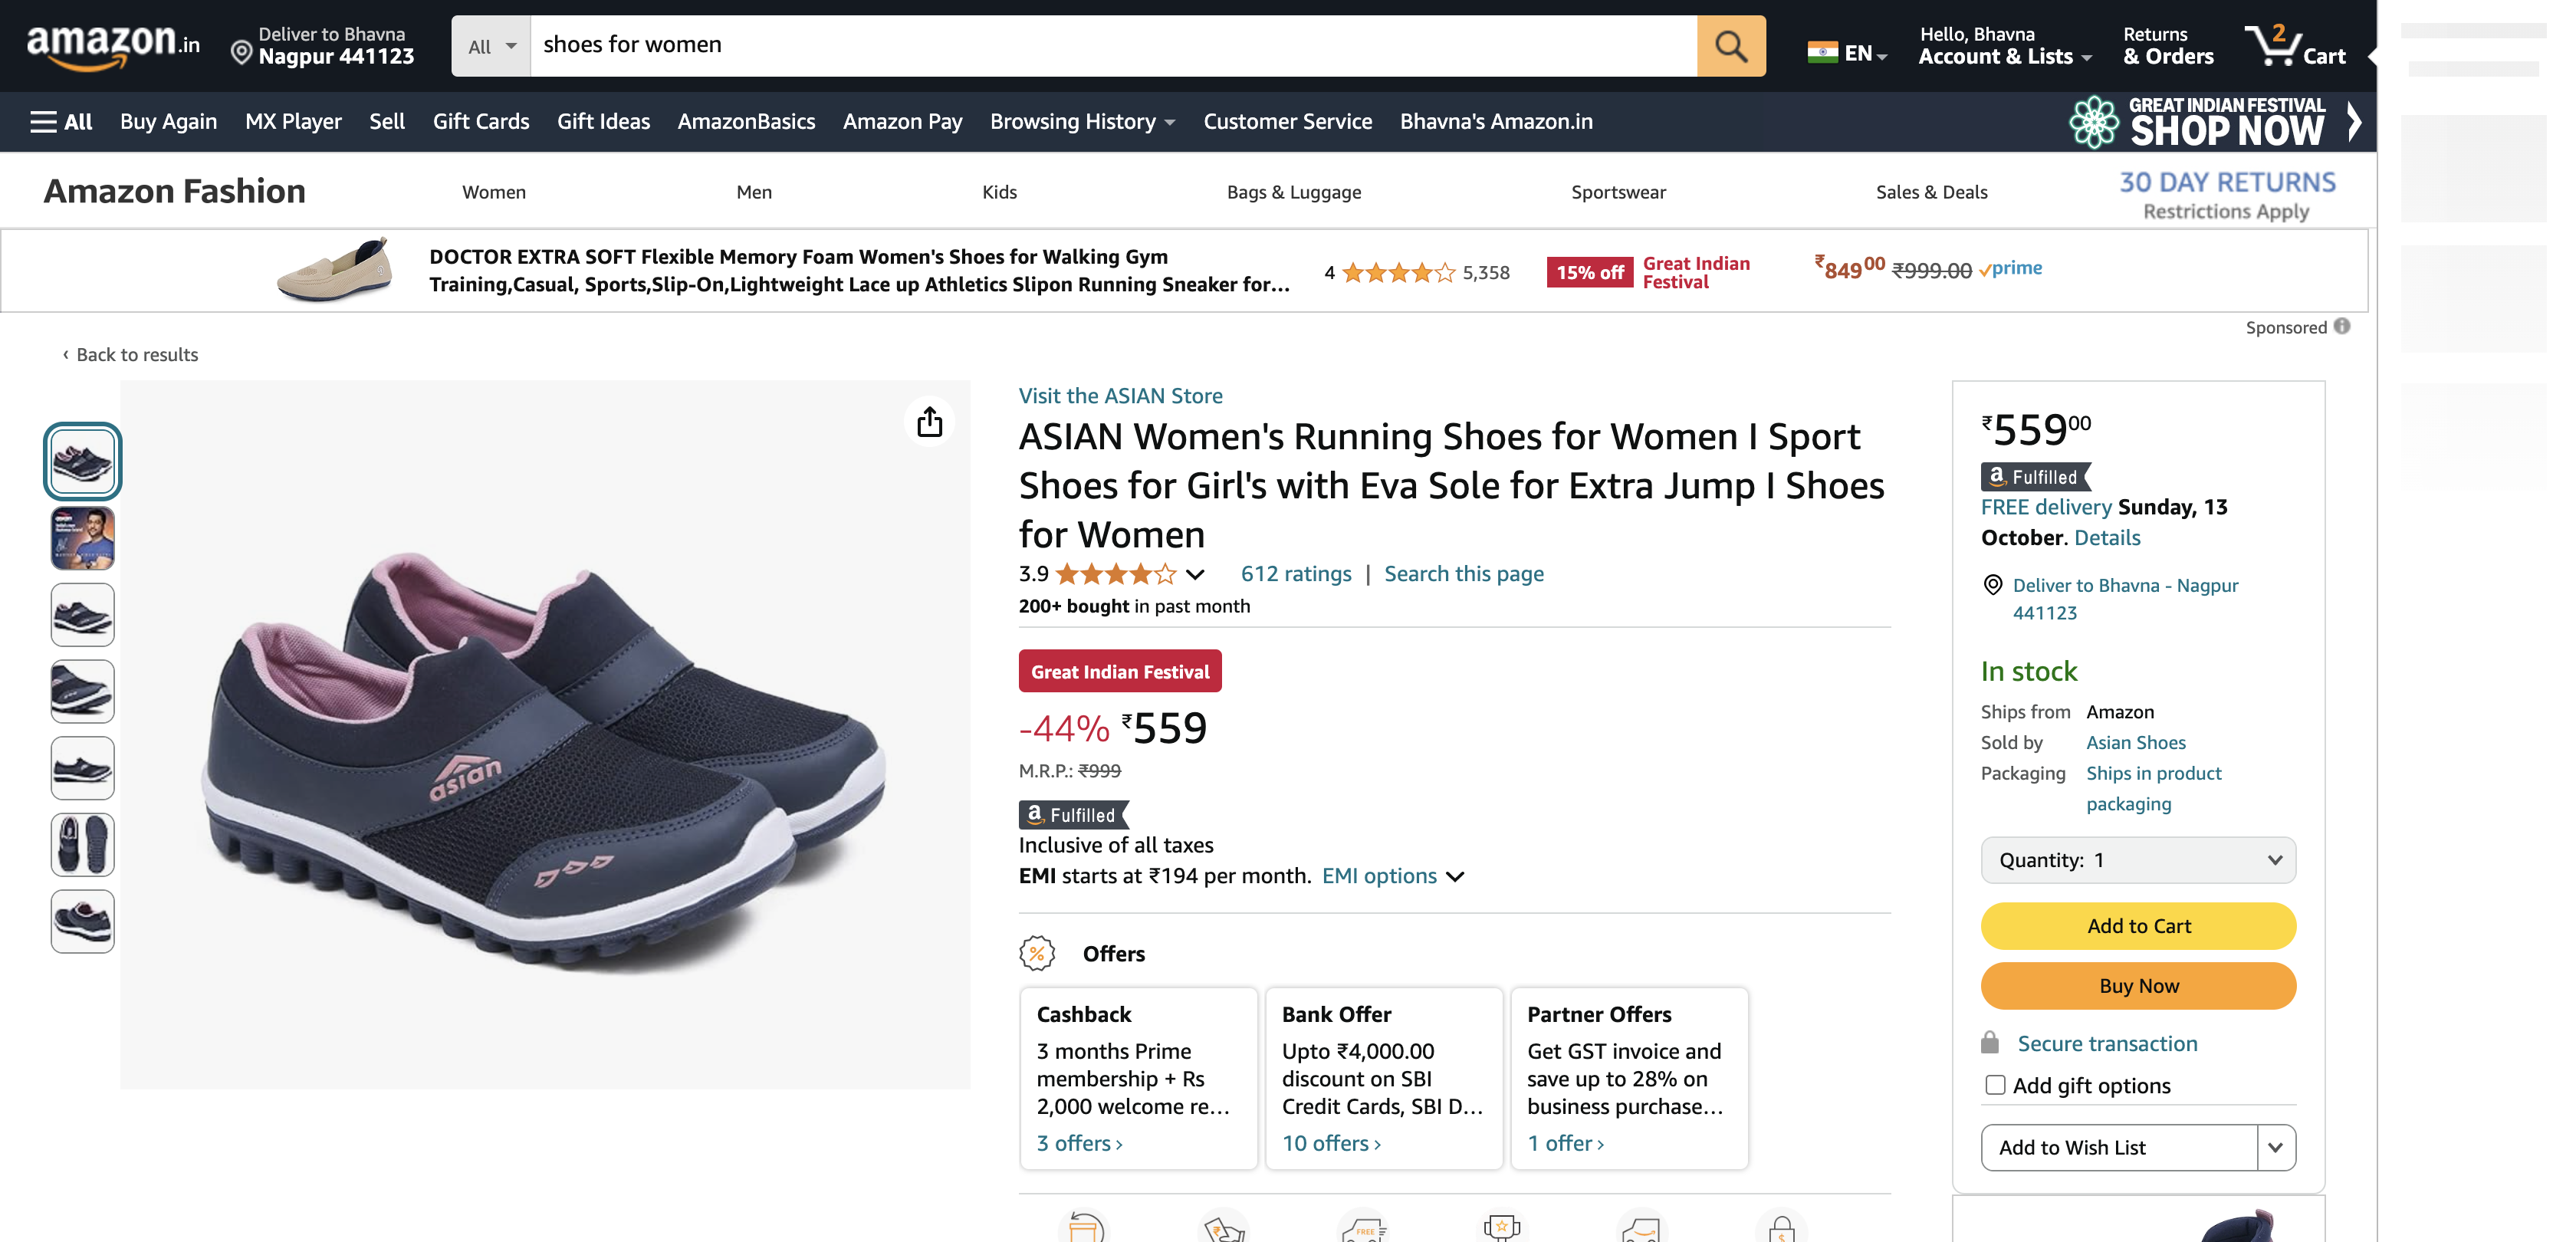 amazon.in
Deliver to Bhavna
Nagpur 441123
All
shoes for women
EN
Hello, Bhavna
Account & Lists
Returns
& Orders
2
Cart
All
Buy Again
MX Player
Sell
Gift Cards
Gift Ideas
AmazonBasics
Amazon Pay
Browsing History
Customer Service
Bhavna's Amazon.in
GREAT INDIAN FESTIVAL
SHOP NOW
Amazon Fashion
Women
Men
Kids
Bags & Luggage
Sportswear
Sales & Deals
30 DAY RETURNS
Restrictions Apply
DOCTOR EXTRA SOFT Flexible Memory Foam Women's Shoes for Walking Gym
Training,Casual, Sports,Slip-On,Lightweight Lace up Athletics Slipon Running Sneaker for...
4
5,358
15% off
Great Indian
Festival
₹84900 ₹999.00 prime
Sponsored
‹ Back to results
asian
Visit the ASIAN Store
ASIAN Women's Running Shoes for Women I Sport
Shoes for Girl's with Eva Sole for Extra Jump I Shoes
for Women
3.9
612 ratings | Search this page
200+ bought in past month
Great Indian Festival
-44% ₹559
M.R.P.: ₹999
a Fulfilled
Inclusive of all taxes
EMI starts at ₹194 per month. EMI options
Offers
Cashback
3 months Prime
membership + Rs
2,000 welcome re...
3 offers ›
Bank Offer
Upto ₹4,000.00
discount on SBI
Credit Cards, SBI D...
10 offers ›
Partner Offers
Get GST invoice and
save up to 28% on
business purchase...
1 offer ›
FREE
₹55900
a Fulfilled
FREE delivery Sunday, 13
October. Details
Deliver to Bhavna - Nagpur
441123
In stock
Ships from Amazon
Sold by Asian Shoes
Packaging Ships in product
packaging
Quantity: 1
Add to Cart
Buy Now
Secure transaction
Add gift options
Add to Wish List